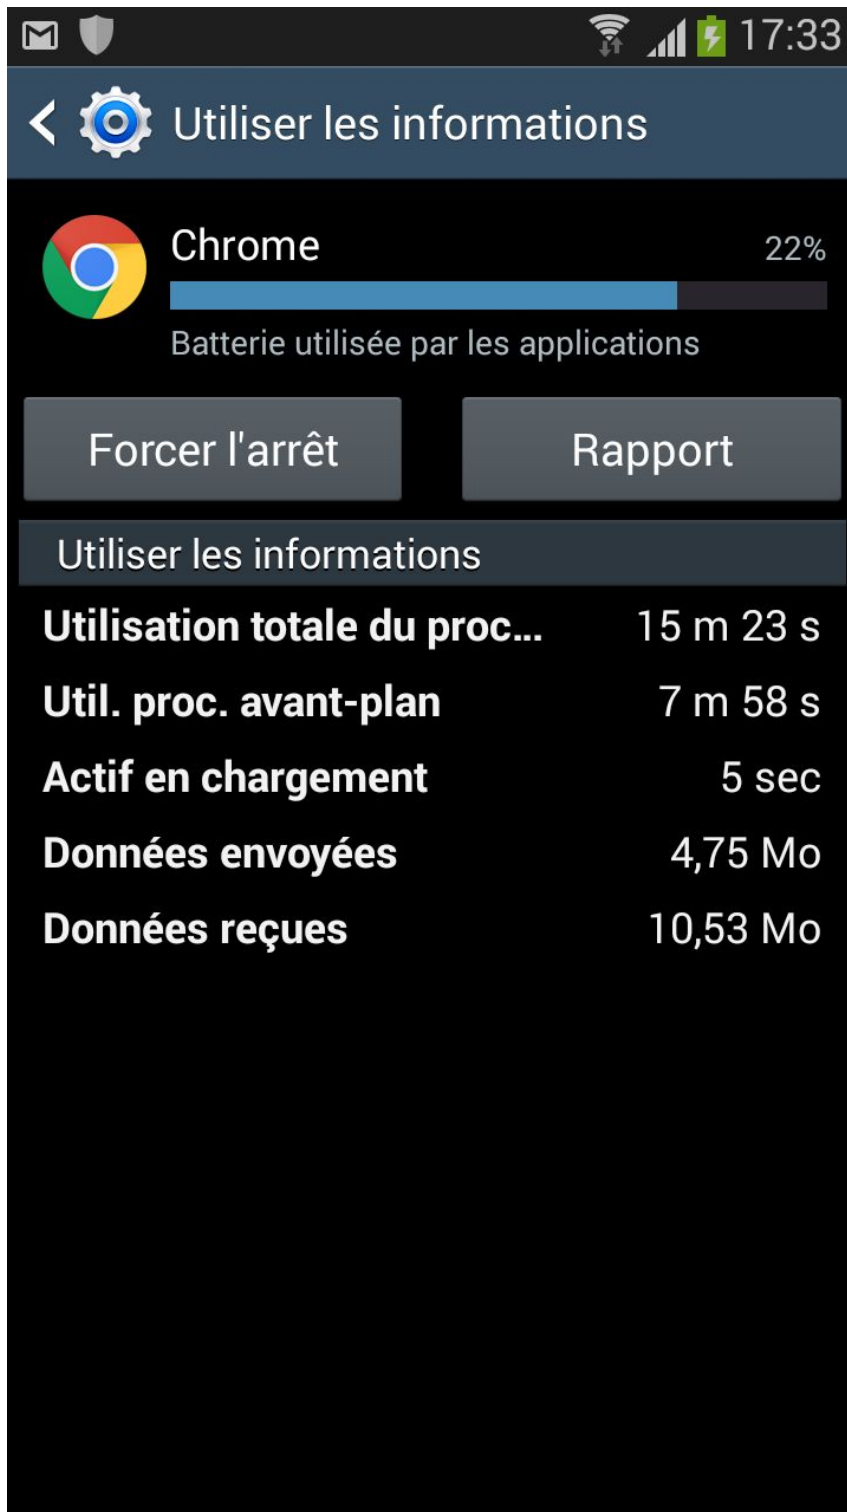 17:33
Utiliser les informations
Chrome 22%
Batterie utilisée par les applications
Forcer l'arrêt Rapport
Utiliser les informations
Utilisation totale du proc... 15 m 23 s
Util. proc. avant-plan 7 m 58 s
Actif en chargement 5 sec
Données envoyées 4,75 Mo
Données reçues 10,53 Mo